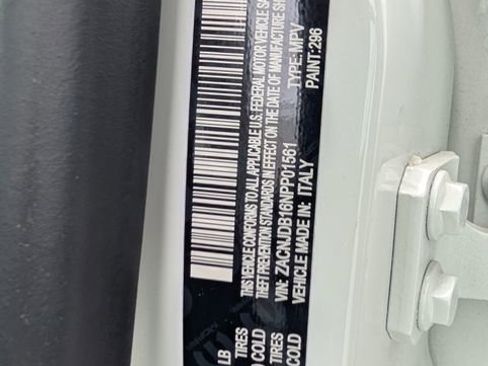 THIS VEHICLE CONFORMS TO ALL APPLICABLE U.S. FEDERAL MOTOR VEHICLE SA
THEFT PREVENTION STANDARDS IN EFFECT ON THE DATE OF MANUFACTURE SH
VIN: ZACNJDB16NPP01561 TYPE: MPV
VEHICLE MADE IN: ITALY PAINT: 296
LB
TIRES
COLD
TIRES
COLD